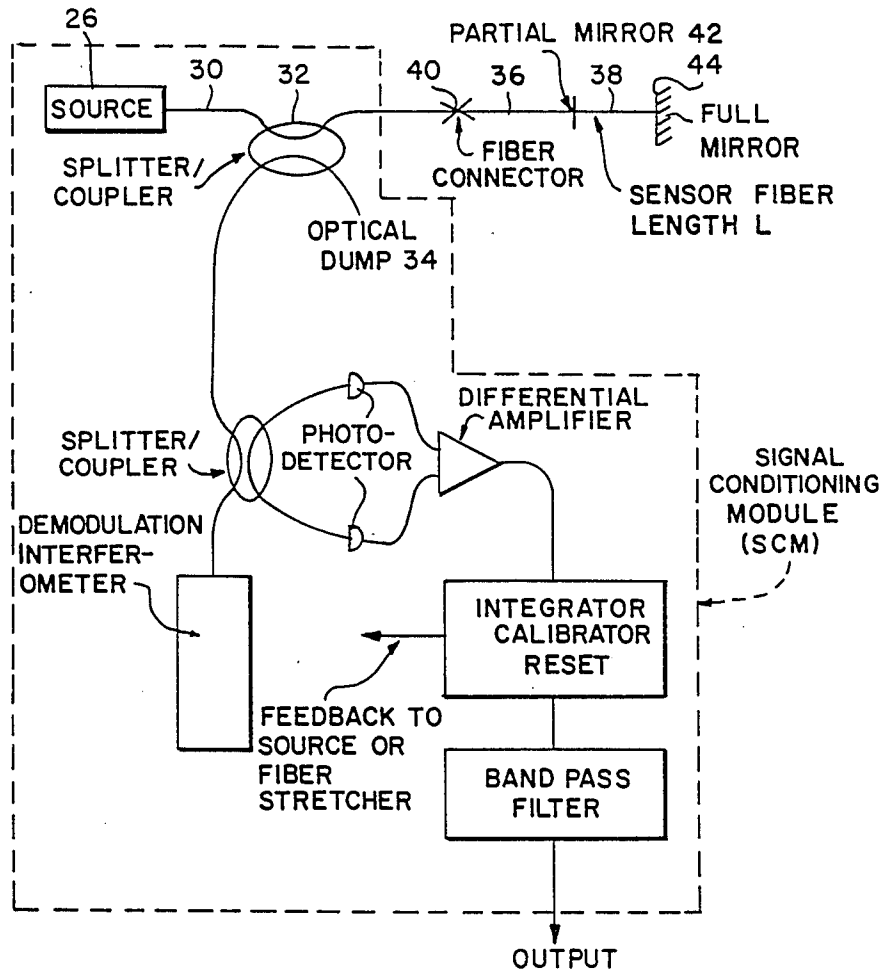 26
30
32
SOURCE
SPLITTER/
COUPLER
OPTICAL
DUMP 34
PARTIAL MIRROR 42
40
36
38
44
FULL
MIRROR
FIBER
CONNECTOR
SENSOR FIBER
LENGTH L
SPLITTER/
COUPLER
PHOTO-
DETECTOR
DIFFERENTIAL
AMPLIFIER
SIGNAL
CONDITIONING
MODULE
(SCM)
DEMODULATION
INTERFER-
OMETER
INTEGRATOR
CALIBRATOR
RESET
FEEDBACK TO
SOURCE OR
FIBER
STRETCHER
BAND PASS
FILTER
OUTPUT